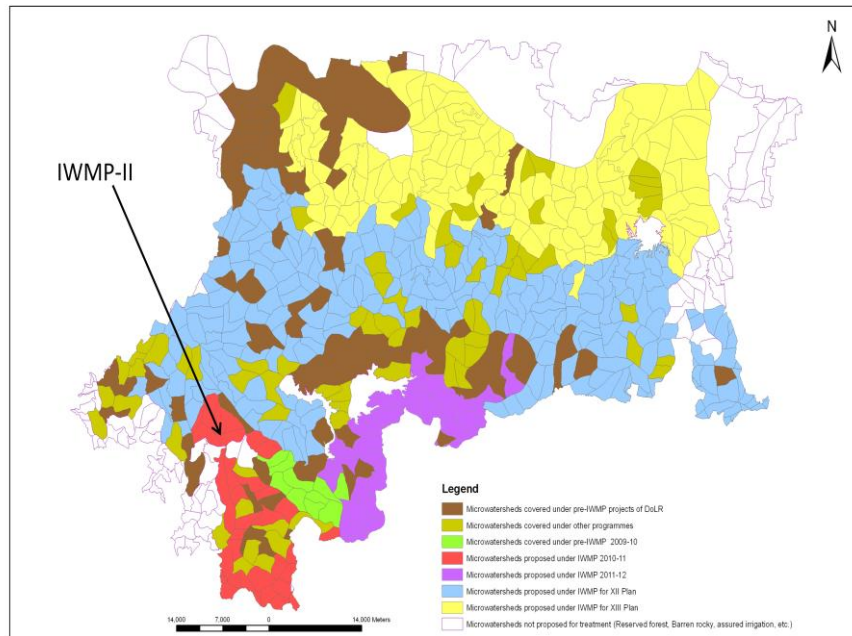 N
IWMP-II
Legend
Microwatersheds covered under pre-IWMP projects of DoLR
Microwatersheds covered under other programmes
Microwatersheds covered under pre-IWMP 2009-10
Microwatersheds proposed under IWMP 2010-11
Microwatersheds proposed under IWMP 2011-12
Microwatersheds proposed under IWMP for XII Plan
Microwatersheds proposed under IWMP for XIII Plan
Microwatersheds not proposed for treatment (Reserved forest, Barren rocky, assured irrigation, etc.)
14,000 7,000 0 14,000 Meters